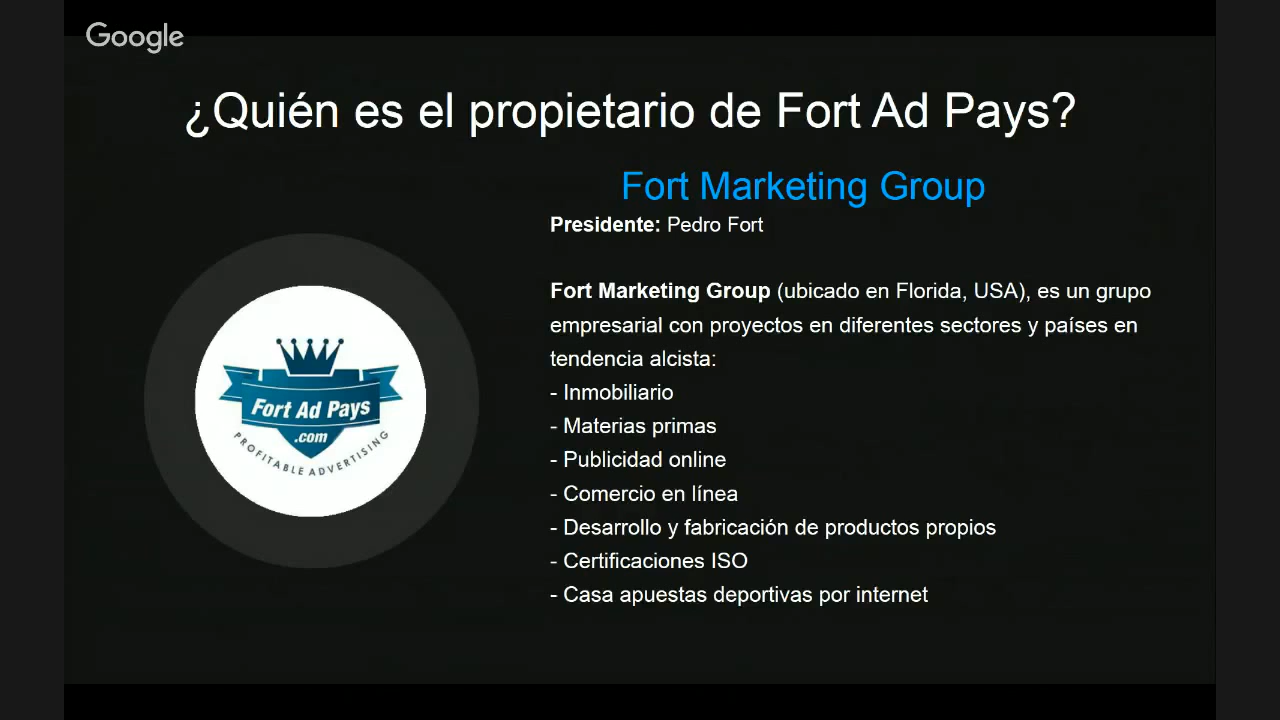 Google
¿Quién es el propietario de Fort Ad Pays?
Fort Marketing Group
Presidente: Pedro Fort
Fort Marketing Group (ubicado en Florida, USA), es un grupo
empresarial con proyectos en diferentes sectores y países en
tendencia alcista:
- Inmobiliario
- Materias primas
- Publicidad online
- Comercio en línea
- Desarrollo y fabricación de productos propios
- Certificaciones ISO
- Casa apuestas deportivas por internet
Fort Ad Pays
.com
PROFITABLE ADVERTISING